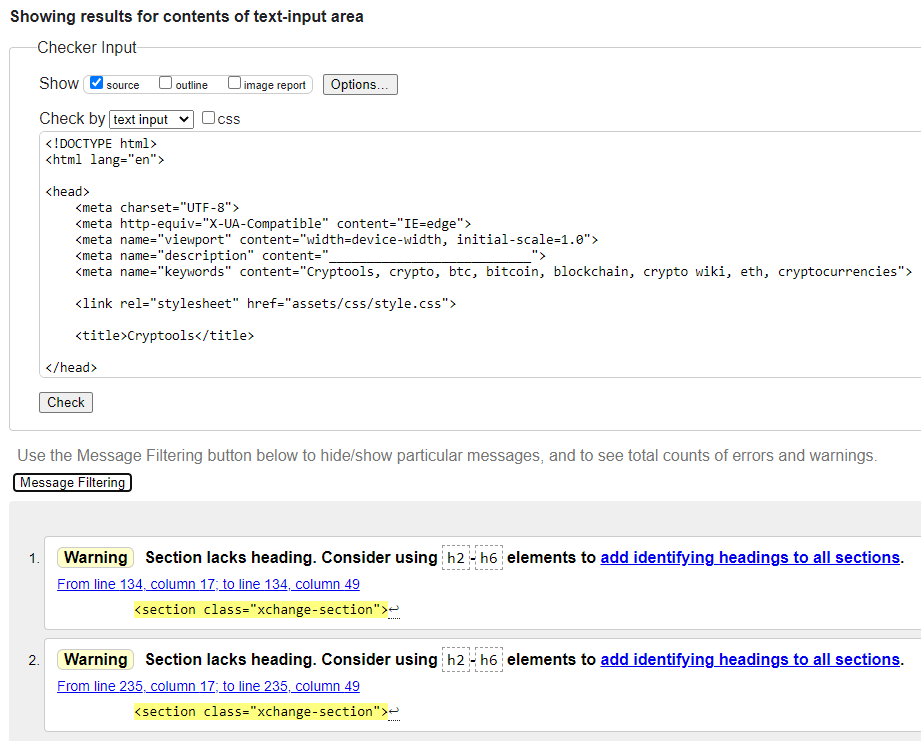 Showing results for contents of text-input area
Checker Input
Show source outline image report Options...
Check by text input css
<!DOCTYPE html>
<html lang="en">
<head>
<meta charset="UTF-8">
<meta http-equiv="X-UA-Compatible" content="IE=edge">
<meta name="viewport" content="width=device-width, initial-scale=1.0">
<meta name="description" content="___________________________">
<meta name="keywords" content="Cryptools, crypto, btc, bitcoin, blockchain, crypto wiki, eth, cryptocurrencies">
<link rel="stylesheet" href="assets/css/style.css">
<title>Cryptools</title>
</head>
Check
Use the Message Filtering button below to hide/show particular messages, and to see total counts of errors and warnings.
Message Filtering
1. Warning Section lacks heading. Consider using h2-h6 elements to add identifying headings to all sections.
From line 134, column 17; to line 134, column 49
<section class="xchange-section">↩
2. Warning Section lacks heading. Consider using h2-h6 elements to add identifying headings to all sections.
From line 235, column 17; to line 235, column 49
<section class="xchange-section">↩